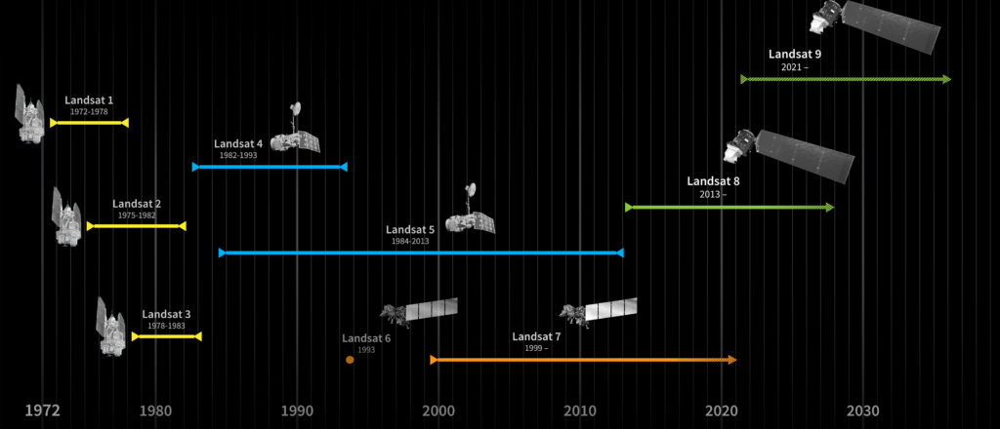 Landsat 9
2021 –
Landsat 1
1972-1978
Landsat 4
1982-1993
Landsat 8
2013 –
Landsat 2
1975-1982
Landsat 5
1984-2013
Landsat 3
1978-1983
Landsat 6
1993
Landsat 7
1999 –
1972 1980 1990 2000 2010 2020 2030